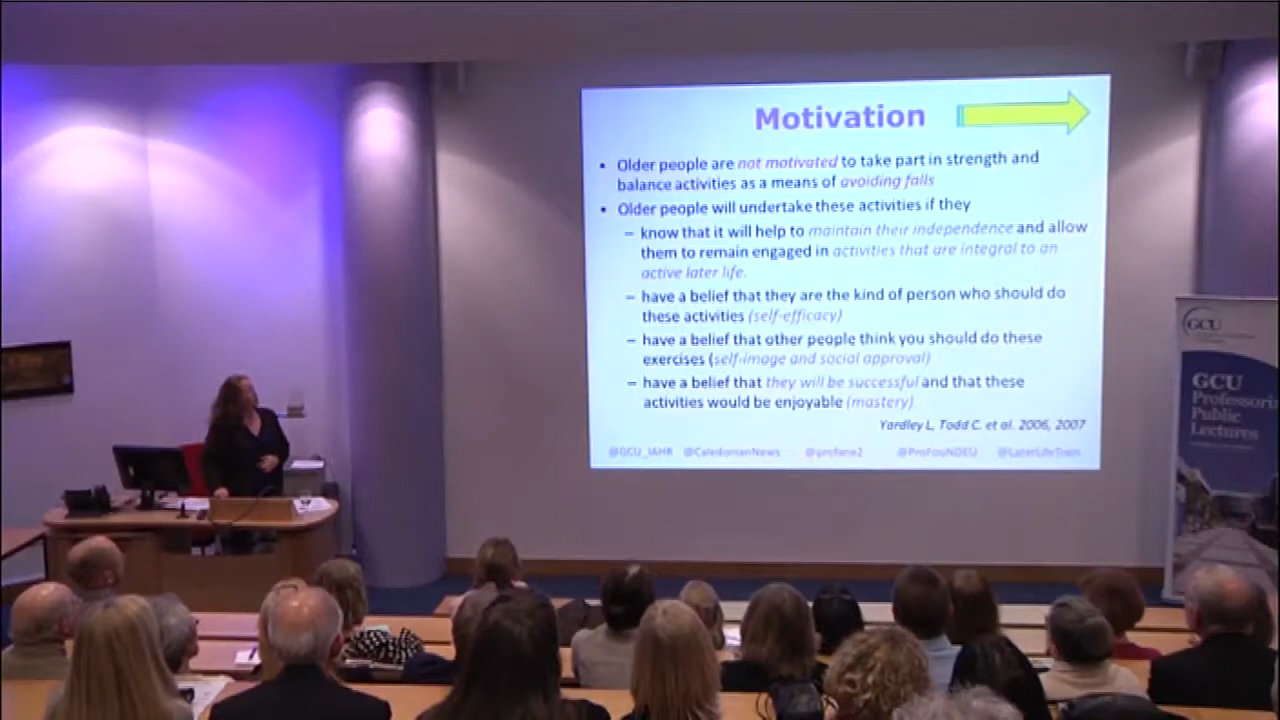 Motivation
• Older people are not motivated to take part in strength and
balance activities as a means of avoiding falls
• Older people will undertake these activities if they
– know that it will help to maintain their independence and allow
them to remain engaged in activities that are integral to an
active later life.
– have a belief that they are the kind of person who should do
these activities (self-efficacy)
– have a belief that other people think you should do these
exercises (self-image and social approval)
– have a belief that they will be successful and that these
activities would be enjoyable (mastery)
Yardley L, Todd C. et al. 2006, 2007
@GCU_IAHR @CaledonianNews @profane2 @ProFouNDEU @LaterLifeTrain
GCU
GCU
Professorial
Public
Lectures